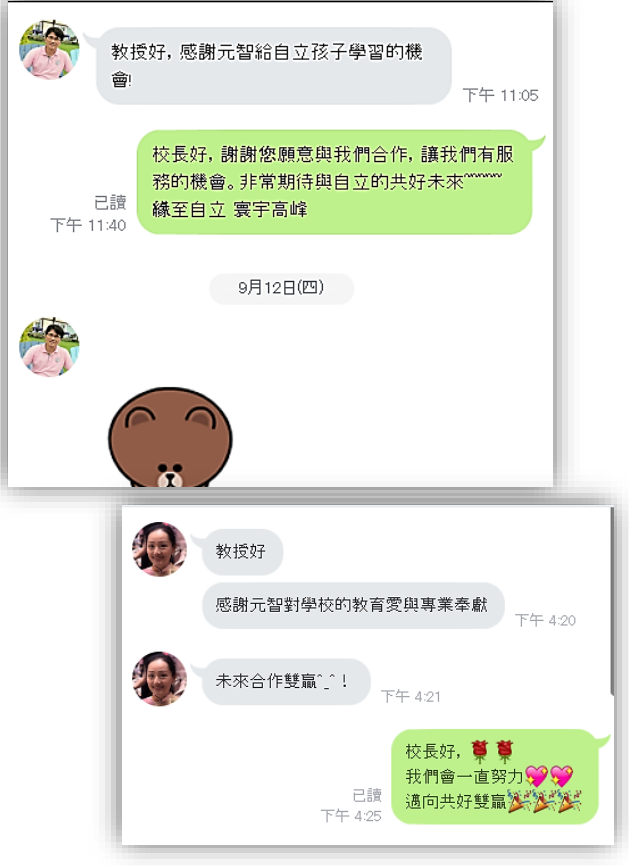 教授好, 感謝元智給自立孩子學習的機
會!
下午 11:05
校長好, 謝謝您願意與我們合作, 讓我們有服
務的機會。非常期待與自立的共好未來~~~~~
緣至自立 寰宇高峰
已讀
下午 11:40
9月12日(四)
教授好
感謝元智對學校的教育愛與專業奉獻
下午 4:20
未來合作雙贏^_^！
下午 4:21
校長好, 🌹🌹
我們會一直努力💖💖
邁向共好雙贏🎉🎉🎉
已讀
下午 4:25